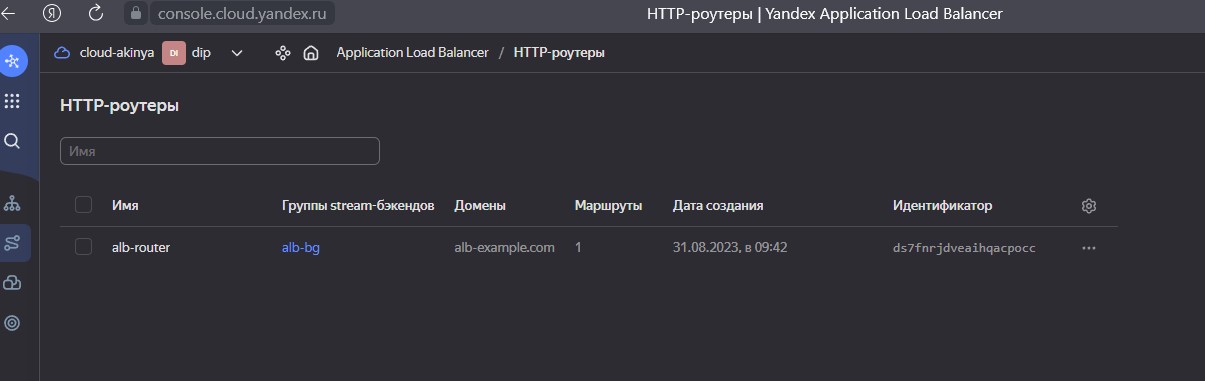 Я console.cloud.yandex.ru HTTP-роутеры | Yandex Application Load Balancer
cloud-akinya DI dip Application Load Balancer / HTTP-роутеры
HTTP-роутеры
Имя
Имя Группы stream-бэкендов Домены Маршруты Дата создания Идентификатор
alb-router alb-bg alb-example.com 1 31.08.2023, в 09:42 ds7fnrjdveaihqacpocc